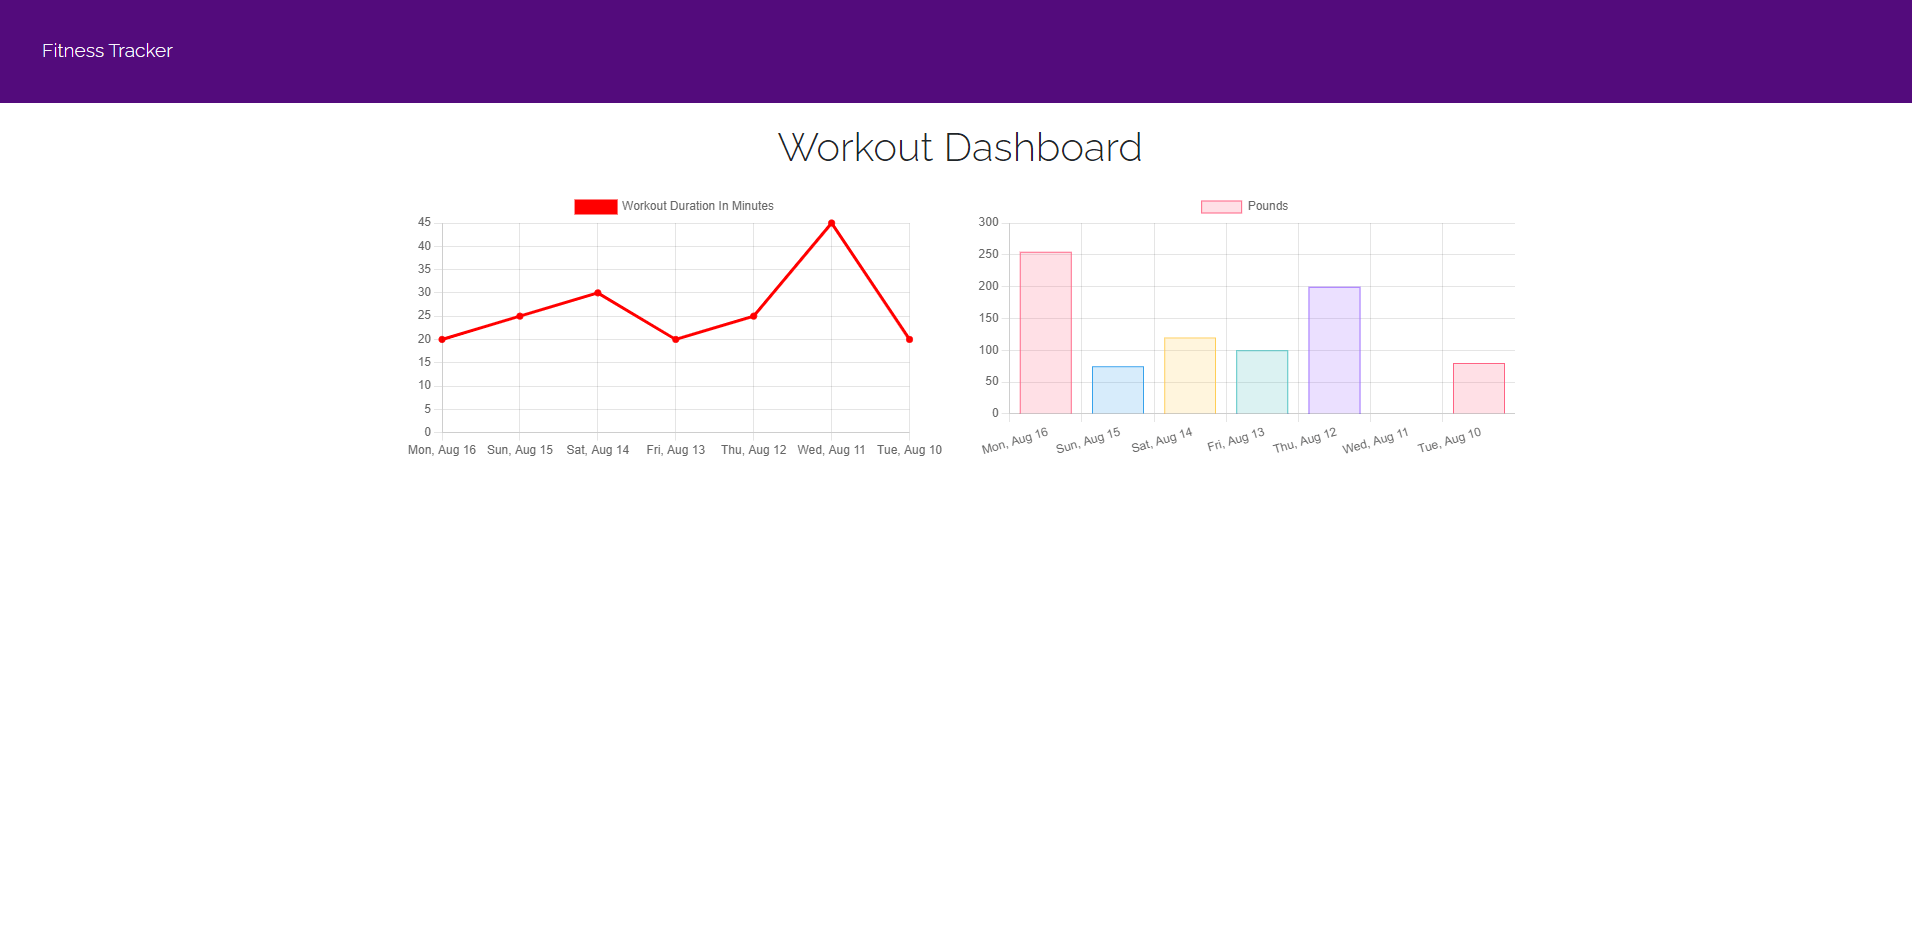 Fitness Tracker
Workout Dashboard
Workout Duration In Minutes
45
40
35
30
25
20
15
10
5
0
Mon, Aug 16 Sun, Aug 15 Sat, Aug 14 Fri, Aug 13 Thu, Aug 12 Wed, Aug 11 Tue, Aug 10
Pounds
300
250
200
150
100
50
0
Mon, Aug 16 Sun, Aug 15 Sat, Aug 14 Fri, Aug 13 Thu, Aug 12 Wed, Aug 11 Tue, Aug 10